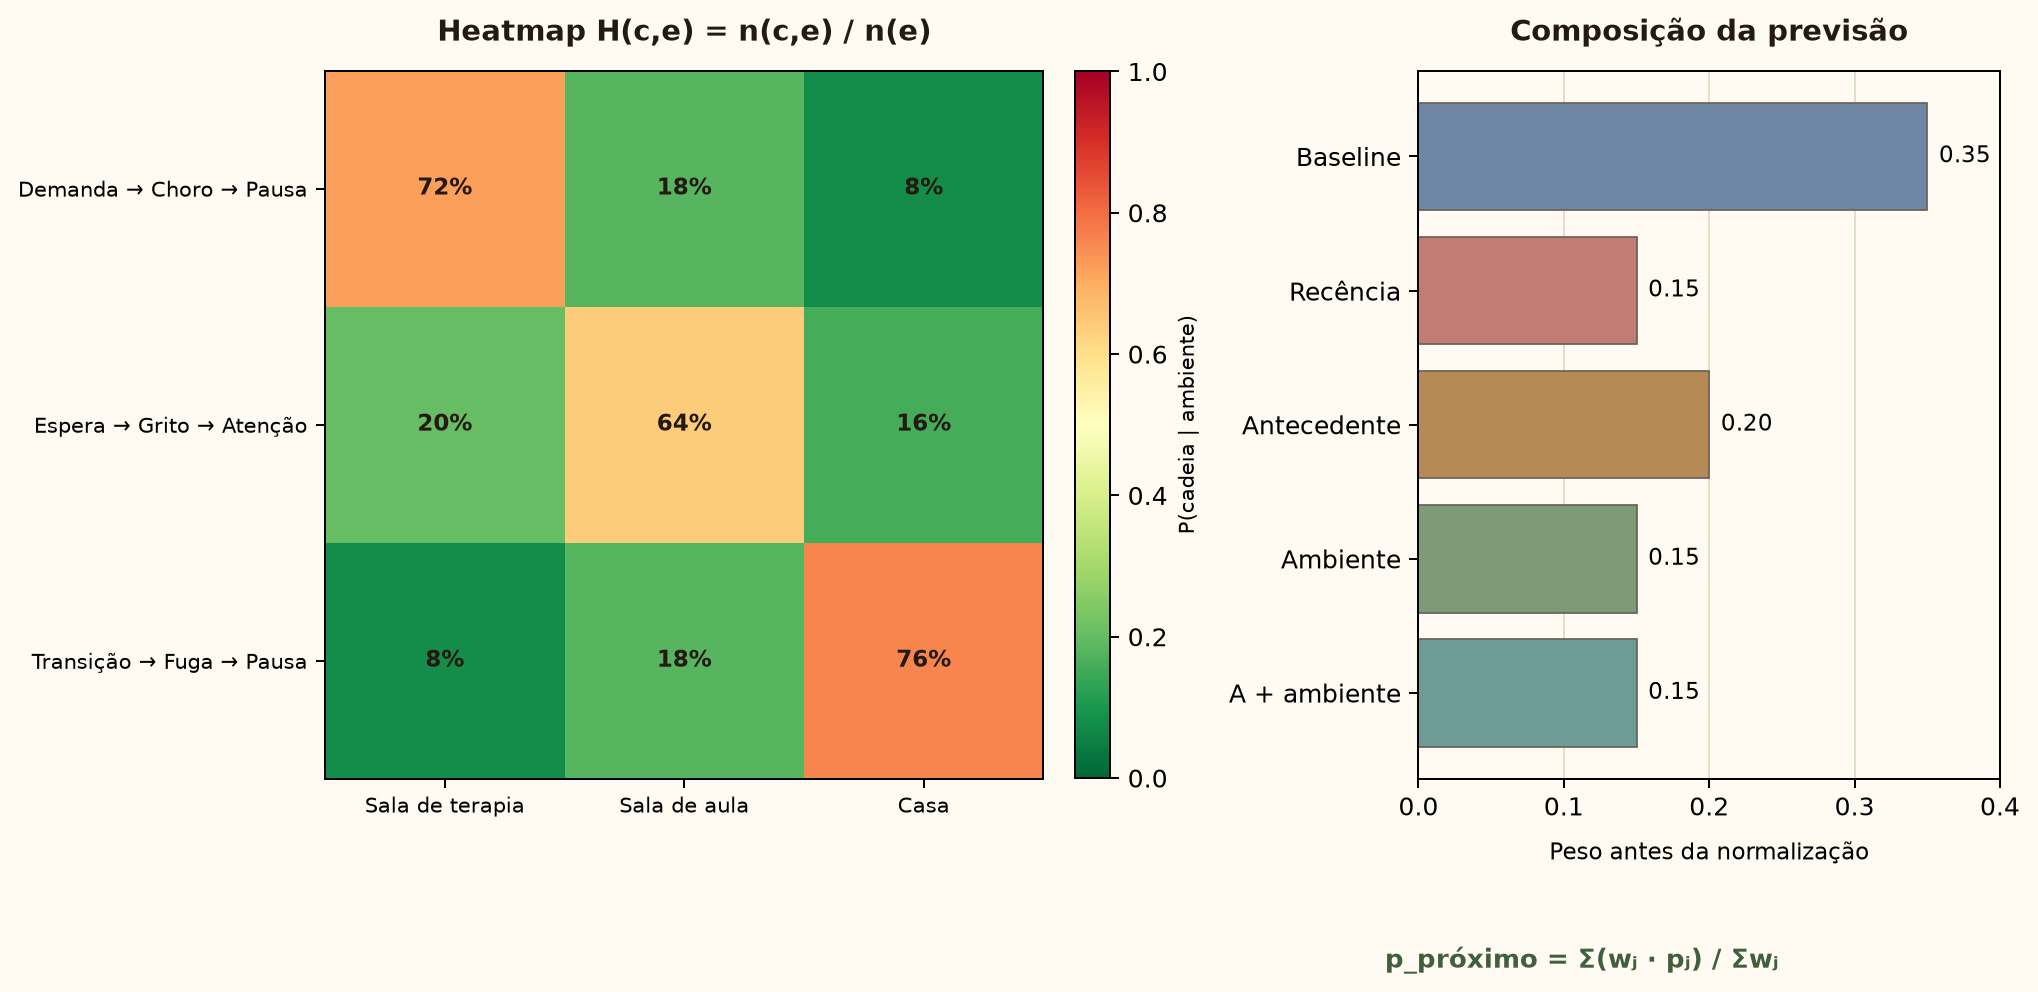 Heatmap H(c,e) = n(c,e) / n(e)
Demanda → Choro → Pausa
72%
18%
8%
Espera → Grito → Atenção
20%
64%
16%
Transição → Fuga → Pausa
8%
18%
76%
Sala de terapia
Sala de aula
Casa
1.0
0.8
0.6
0.4
0.2
0.0
P(cadeia | ambiente)
Composição da previsão
Baseline
0.35
Recência
0.15
Antecedente
0.20
Ambiente
0.15
A + ambiente
0.15
0.0
0.1
0.2
0.3
0.4
Peso antes da normalização
p_próximo = Σ(wⱼ · pⱼ) / Σwⱼ